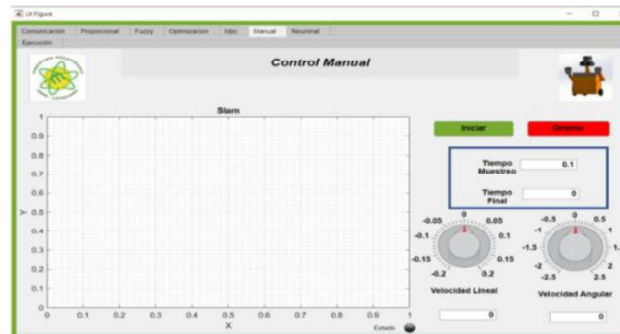 UI Figure
Comunicación Proporcional Fuzzy Optimizacion Mpc Manual Neuronal
Ejecución
Control Manual
Slam
Iniciar
Detener
Tiempo Muestreo 0.1
Tiempo Final 0
Y
1
0.9
0.8
0.7
0.6
0.5
0.4
0.3
0.2
0.1
0
0 0.1 0.2 0.3 0.4 0.5 0.6 0.7 0.8 0.9 1
X
Estado
-0.2 -0.15 -0.1 -0.05 0 0.05 0.1 0.15 0.2
Velocidad Lineal
0
-2.5 -2 -1.5 -1 -0.5 0 0.5 1 2 2.5
Velocidad Angular
0